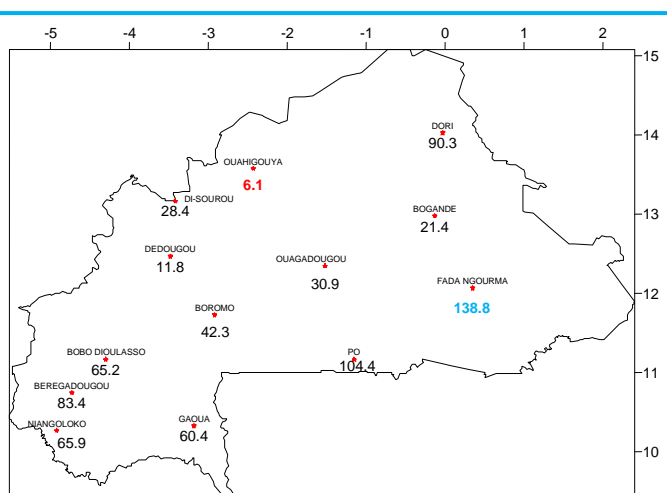 -5 -4 -3 -2 -1 0 1 2
15
DORI
14
90.3
OUAHIGOUYA
6.1
DI-SOUROU
28.4
BOGANDE
13
21.4
DEDOUGOU
11.8
OUAGADOUGOU
30.9
FADA NGOURMA
138.8
12
BOROMO
42.3
BOBO DIOULASSO
65.2
PO
104.4
11
BEREGADOUGOU
83.4
NIANGOLOKO
65.9
GAOUA
60.4
10